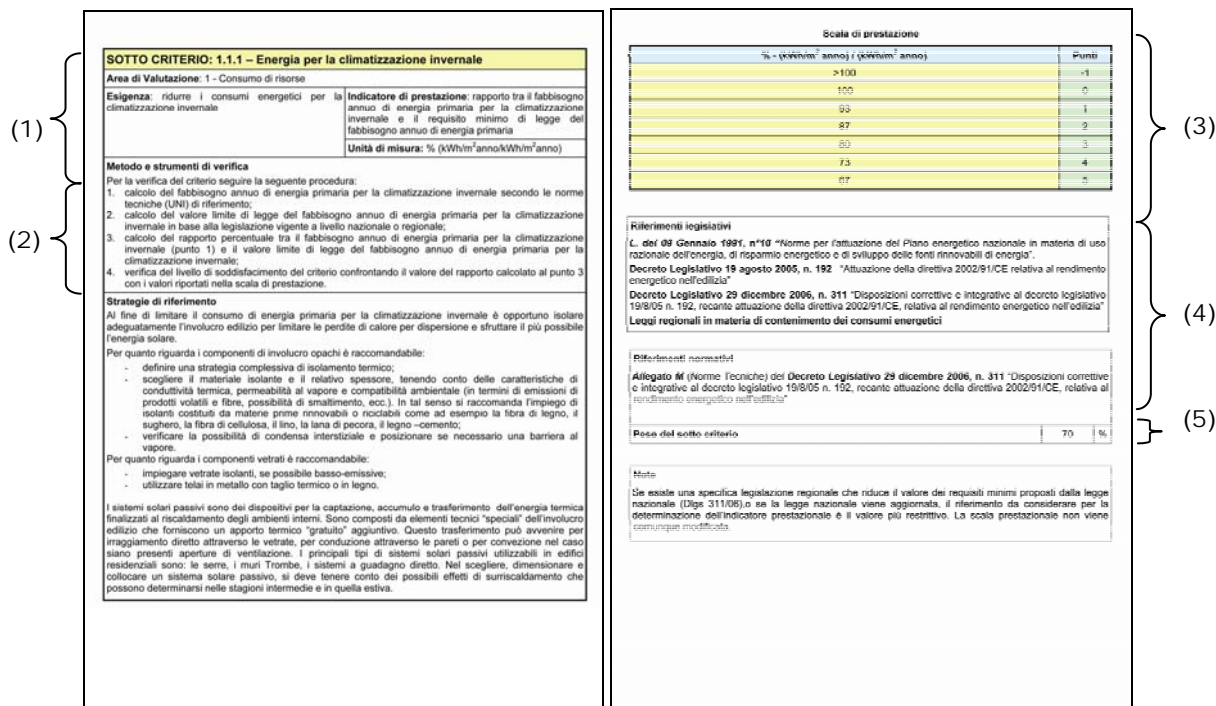 (1)
(2)
SOTTO CRITERIO: 1.1.1 – Energia per la climatizzazione invernale
Area di Valutazione: 1 - Consumo di risorse
Esigenza: ridurre i consumi energetici per la
climatizzazione invernale
Indicatore di prestazione: rapporto tra il fabbisogno
annuo di energia primaria per la climatizzazione
invernale e il requisito minimo di legge del
fabbisogno annuo di energia primaria
Unità di misura: % (kWh/m²anno/kWh/m²anno)
Metodo e strumenti di verifica
Per la verifica del criterio seguire la seguente procedura:
1. calcolo del fabbisogno annuo di energia primaria per la climatizzazione invernale secondo le norme
tecniche (UNI) di riferimento;
2. calcolo del valore limite di legge del fabbisogno annuo di energia primaria per la climatizzazione
invernale in base alla legislazione vigente a livello nazionale o regionale;
3. calcolo del rapporto percentuale tra il fabbisogno annuo di energia primaria per la climatizzazione
invernale (punto 1) e il valore limite di legge del fabbisogno annuo di energia primaria per la
climatizzazione invernale;
4. verifica del livello di soddisfacimento del criterio confrontando il valore del rapporto calcolato al punto 3
con i valori riportati nella scala di prestazione.
Strategie di riferimento
Al fine di limitare il consumo di energia primaria per la climatizzazione invernale è opportuno isolare
adeguatamente l'involucro edilizio per limitare le perdite di calore per dispersione e sfruttare il più possibile
l'energia solare.
Per quanto riguarda i componenti di involucro opachi è raccomandabile:
- definire una strategia complessiva di isolamento termico;
- scegliere il materiale isolante e il relativo spessore, tenendo conto delle caratteristiche di
conduttività termica, permeabilità al vapore e compatibilità ambientale (in termini di emissioni di
prodotti volatili e fibre, possibilità di smaltimento, ecc.). In tal senso si raccomanda l'impiego di
isolanti costituiti da materie prime rinnovabili o riciclabili come ad esempio la fibra di legno, il
sughero, la fibra di cellulosa, il lino, la lana di pecora, il legno –cemento;
- verificare la possibilità di condensa interstiziale e posizionare se necessario una barriera al
vapore.
Per quanto riguarda i componenti vetrati è raccomandabile:
- impiegare vetrate isolanti, se possibile basso-emissive;
- utilizzare telai in metallo con taglio termico o in legno.
I sistemi solari passivi sono dei dispositivi per la captazione, accumulo e trasferimento dell'energia termica
finalizzati al riscaldamento degli ambienti interni. Sono composti da elementi tecnici "speciali" dell'involucro
edilizio che forniscono un apporto termico "gratuito" aggiuntivo. Questo trasferimento può avvenire per
irraggiamento diretto attraverso le vetrate, per conduzione attraverso le pareti o per convezione nel caso
siano presenti aperture di ventilazione. I principali tipi di sistemi solari passivi utilizzabili in edifici
residenziali sono: le serre, i muri Trombe, i sistemi a guadagno diretto. Nel scegliere, dimensionare e
collocare un sistema solare passivo, si deve tenere conto dei possibili effetti di surriscaldamento che
possono determinarsi nelle stagioni intermedie e in quella estiva.
Scala di prestazione
% - (kWh/m² anno) / (kWh/m² anno) Punti
>100 -1
100 0
93 1
87 2
80 3
73 4
67 5
Riferimenti legislativi
L. del 09 Gennaio 1991, n°10 "Norme per l'attuazione del Piano energetico nazionale in materia di uso
razionale dell'energia, di risparmio energetico e di sviluppo delle fonti rinnovabili di energia".
Decreto Legislativo 19 agosto 2005, n. 192 "Attuazione della direttiva 2002/91/CE relativa al rendimento
energetico nell'edilizia"
Decreto Legislativo 29 dicembre 2006, n. 311 "Disposizioni correttive e integrative al decreto legislativo
19/8/05 n. 192, recante attuazione della direttiva 2002/91/CE, relativa al rendimento energetico nell'edilizia"
Leggi regionali in materia di contenimento dei consumi energetici
Riferimenti normativi
Allegato M (Norme Tecniche) del Decreto Legislativo 29 dicembre 2006, n. 311 "Disposizioni correttive
e integrative al decreto legislativo 19/8/05 n. 192, recante attuazione della direttiva 2002/91/CE, relativa al
rendimento energetico nell'edilizia"
Peso del sotto criterio 70 %
Note
Se esiste una specifica legislazione regionale che riduce il valore dei requisiti minimi proposti dalla legge
nazionale (Dlgs 311/06),o se la legge nazionale viene aggiornata, il riferimento da considerare per la
determinazione dell'indicatore prestazionale è il valore più restrittivo. La scala prestazionale non viene
comunque modificata.
(3)
(4)
(5)